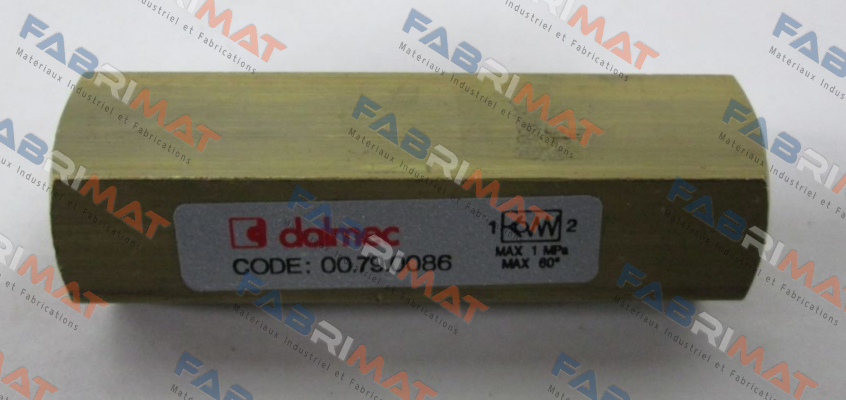 dalmec
CODE: 00.79.0086
1 2
MAX 1 MPa
MAX 60°
FABRIMAT
Materiaux Industriel et Fabrications